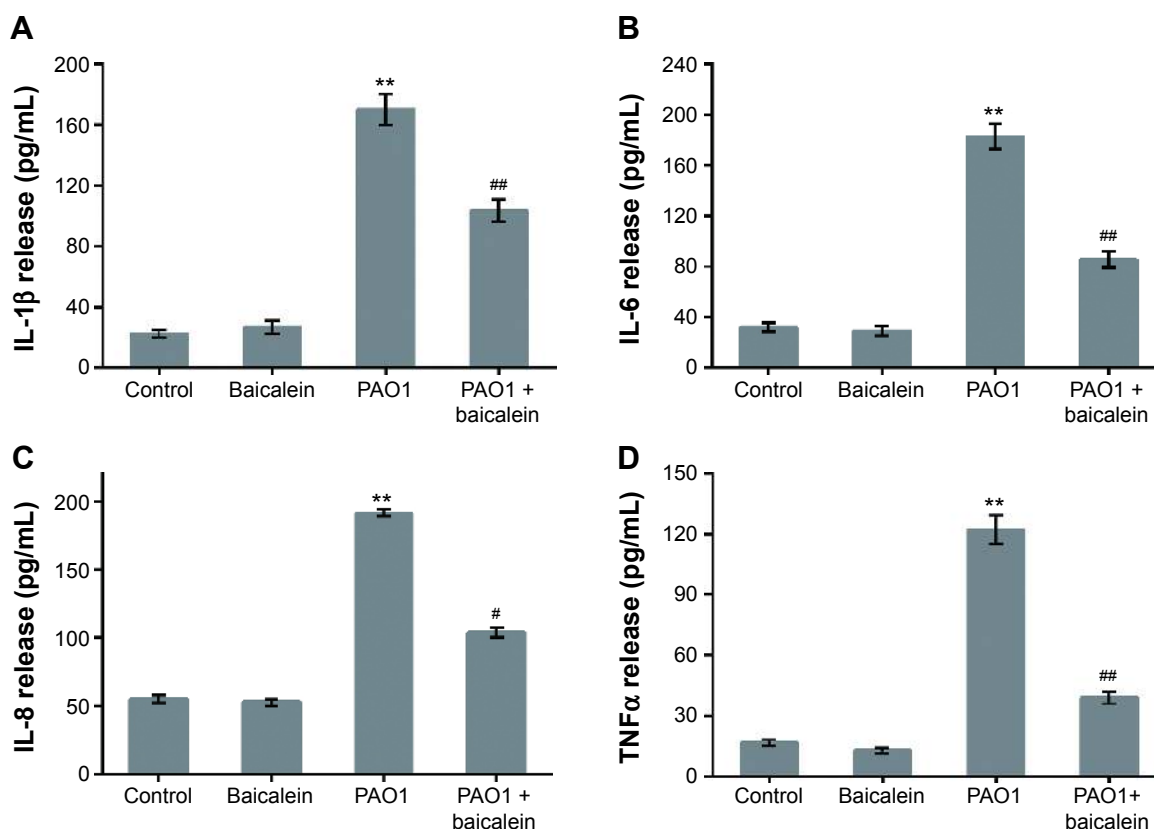 A
IL-1β release (pg/mL)
200
160
120
80
40
0
**
##
Control
Baicalein
PAO1
PAO1 +
baicalein
B
IL-6 release (pg/mL)
240
200
160
120
80
40
0
**
##
Control
Baicalein
PAO1
PAO1 +
baicalein
C
IL-8 release (pg/mL)
200
150
100
50
0
**
#
Control
Baicalein
PAO1
PAO1 +
baicalein
D
TNFα release (pg/mL)
150
120
90
60
30
0
**
##
Control
Baicalein
PAO1
PAO1+
baicalein